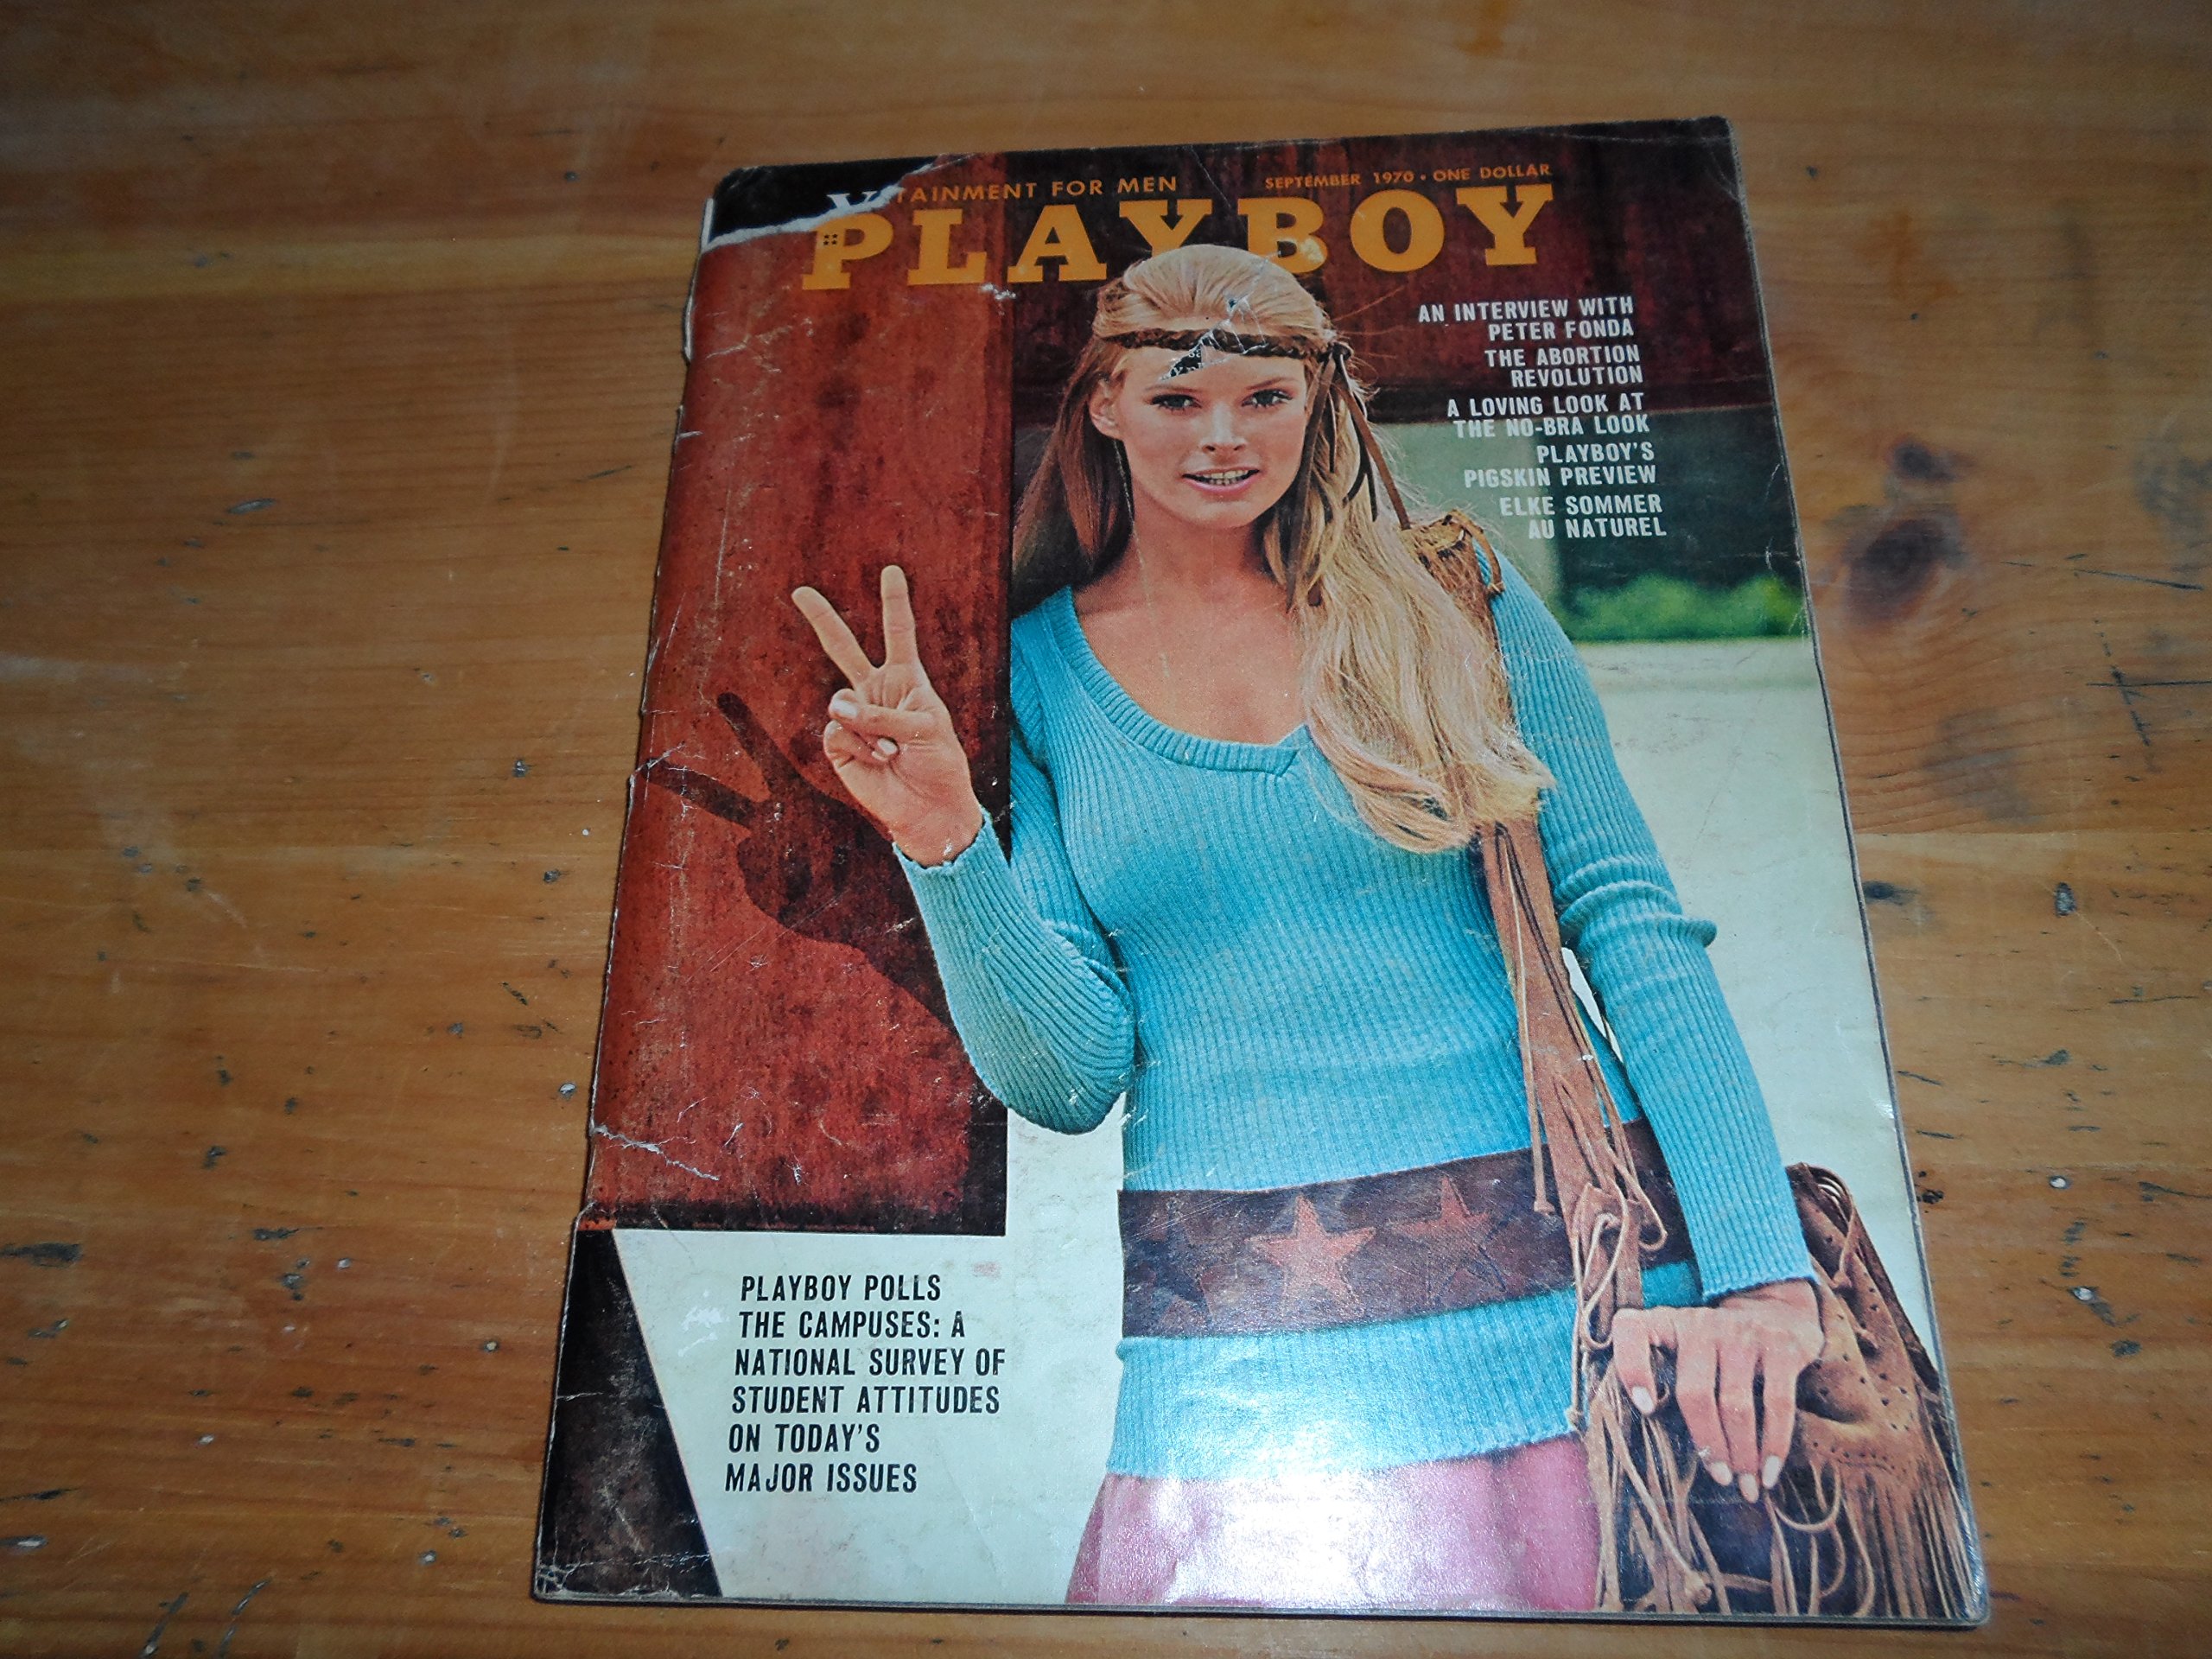 TAINMENT FOR MEN
SEPTEMBER 1970 • ONE DOLLAR
PLAYBOY
AN INTERVIEW WITH
PETER FONDA
THE ABORTION
REVOLUTION
A LOVING LOOK AT
THE NO-BRA LOOK
PLAYBOY'S
PIGSKIN PREVIEW
ELKE SOMMER
AU NATUREL
PLAYBOY POLLS
THE CAMPUSES: A
NATIONAL SURVEY OF
STUDENT ATTITUDES
ON TODAY'S
MAJOR ISSUES